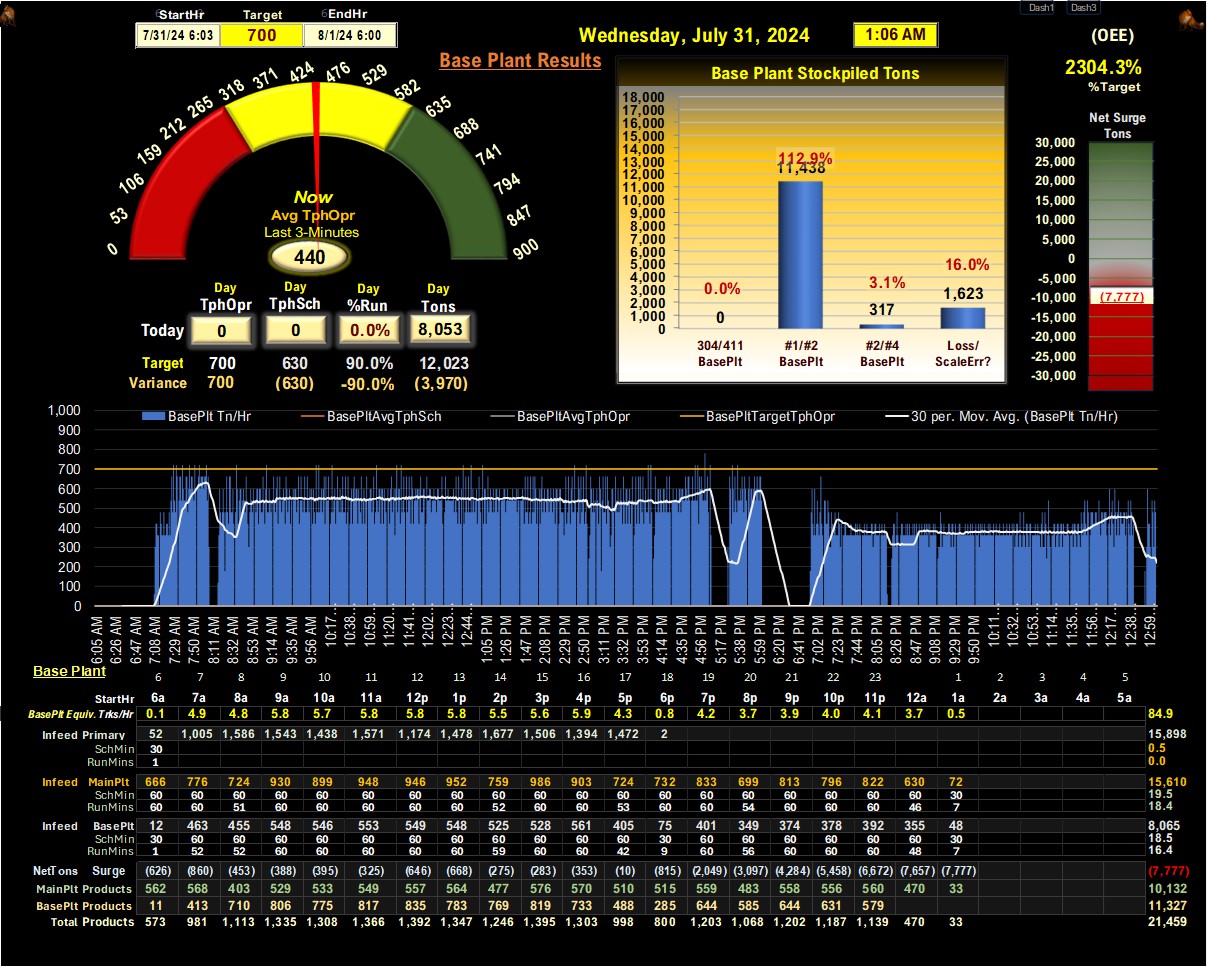 StartHr Target EndHr
7/31/24 6:03 700 8/1/24 6:00
Dash1 Dash3
Wednesday, July 31, 2024 1:06 AM
(OEE)
2304.3%
%Target
Base Plant Results
0 53 106 159 212 265 318 371 424 476 529 582 635 688 741 794 847 900
Now
Avg TphOpr
Last 3-Minutes
440
Day Day Day Day
TphOpr TphSch %Run Tons
Today 0 0 0.0% 8,053
Target 700 630 90.0% 12,023
Variance 700 (630) -90.0% (3,970)
Base Plant Stockpiled Tons
18,000
17,000
16,000
15,000
14,000
13,000
12,000
11,000
10,000
9,000
8,000
7,000
6,000
5,000
4,000
3,000
2,000
1,000
0
0.0% 112.9% 3.1% 16.0%
0 11,438 317 1,623
304/411 #1/#2 #2/#4 Loss/
BasePlt BasePlt BasePlt ScaleErr?
Net Surge
Tons
30,000
25,000
20,000
15,000
10,000
5,000
0
-5,000
-10,000
-15,000
-20,000
-25,000
-30,000
(7,777)
BasePlt Tn/Hr BasePltAvgTphSch BasePltAvgTphOpr BasePltTargetTphOpr 30 per. Mov. Avg. (BasePlt Tn/Hr)
1,000
900
800
700
600
500
400
300
200
100
0
6:05 AM 6:26 AM 6:47 AM 7:08 AM 7:29 AM 7:50 AM 8:11 AM 8:32 AM 8:53 AM 9:14 AM 9:35 AM 9:56 AM 10:17... 10:38... 10:59... 11:20... 11:41... 12:02... 12:23... 12:44... 1:05 PM 1:26 PM 1:47 PM 2:08 PM 2:29 PM 2:50 PM 3:11 PM 3:32 PM 3:53 PM 4:14 PM 4:35 PM 4:56 PM 5:17 PM 5:38 PM 5:59 PM 6:20 PM 6:41 PM 7:02 PM 7:23 PM 7:44 PM 8:05 PM 8:26 PM 8:47 PM 9:08 PM 9:29 PM 9:50 PM 10:11... 10:32... 10:53... 11:14... 11:35... 11:56... 12:17... 12:38... 12:59...
Base Plant
6 7 8 9 10 11 12 13 14 15 16 17 18 19 20 21 22 23 1 2 3 4 5
StartHr 6a 7a 8a 9a 10a 11a 12p 1p 2p 3p 4p 5p 6p 7p 8p 9p 10p 11p 12a 1a 2a 3a 4a 5a
BasePlt Equiv. Trks/Hr 0.1 4.9 4.8 5.8 5.7 5.8 5.8 5.8 5.5 5.6 5.9 4.3 0.8 4.2 3.7 3.9 4.0 4.1 3.7 0.5 84.9
Infeed Primary 52 1,005 1,586 1,543 1,438 1,571 1,174 1,478 1,677 1,506 1,394 1,472 2 15,898
SchMin 30 0.5
RunMins 1 0.0
Infeed MainPlt 666 776 724 930 899 948 946 952 759 986 903 724 732 833 699 813 796 822 630 72 15,610
SchMin 60 60 60 60 60 60 60 60 60 60 60 60 60 60 60 60 60 60 60 30 19.5
RunMins 60 60 51 60 60 60 60 60 52 60 60 53 60 60 54 60 60 60 46 7 18.4
Infeed BasePlt 12 463 455 548 546 553 549 548 525 528 561 405 75 401 349 374 378 392 355 48 8,065
SchMin 30 60 60 60 60 60 60 60 60 60 60 60 30 60 60 60 60 60 60 30 18.5
RunMins 1 52 52 60 60 60 60 60 59 60 60 42 9 60 56 60 60 60 48 7 16.4
NetTons Surge (626) (860) (453) (388) (395) (325) (646) (668) (275) (283) (353) (10) (815) (2,049) (3,097) (4,284) (5,458) (6,672) (7,657) (7,777) (7,777)
MainPlt Products 562 568 403 529 533 549 557 564 477 576 570 510 515 559 483 558 556 560 470 33 10,132
BasePlt Products 11 413 710 806 775 817 835 783 769 819 733 488 285 644 585 644 631 579 11,327
Total Products 573 981 1,113 1,335 1,308 1,366 1,392 1,347 1,246 1,395 1,303 998 800 1,203 1,068 1,202 1,187 1,139 470 33 21,459